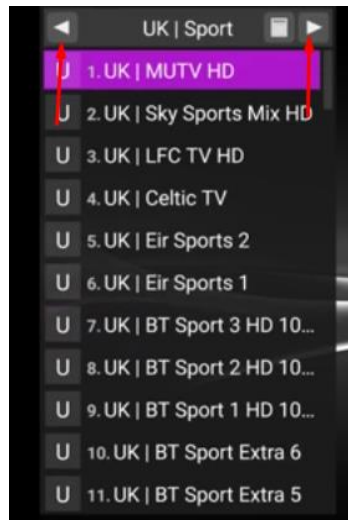 UK | Sport
U 1. UK | MUTV HD
U 2. UK | Sky Sports Mix HD
U 3. UK | LFC TV HD
U 4. UK | Celtic TV
U 5. UK | Eir Sports 2
U 6. UK | Eir Sports 1
U 7. UK | BT Sport 3 HD 10...
U 8. UK | BT Sport 2 HD 10...
U 9. UK | BT Sport 1 HD 10...
U 10. UK | BT Sport Extra 6
U 11. UK | BT Sport Extra 5